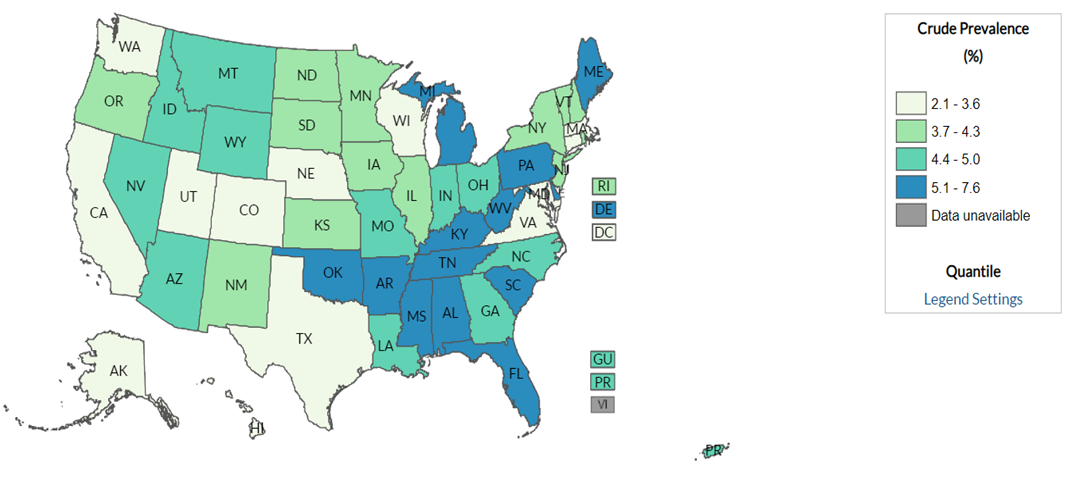 WA
MT
ND
MN
OR
ID
SD
WI
MI
ME
VT
NY
MA
WY
IA
NE
NV
UT
CO
IL
IN
OH
PA
NJ
CA
KS
MO
WV
MD
VA
KY
AZ
NM
OK
AR
TN
NC
SC
TX
LA
MS
AL
GA
FL
AK
HI
RI
DE
DC
GU
PR
VI
PR
Crude Prevalence
(%)
2.1 - 3.6
3.7 - 4.3
4.4 - 5.0
5.1 - 7.6
Data unavailable
Quantile
Legend Settings